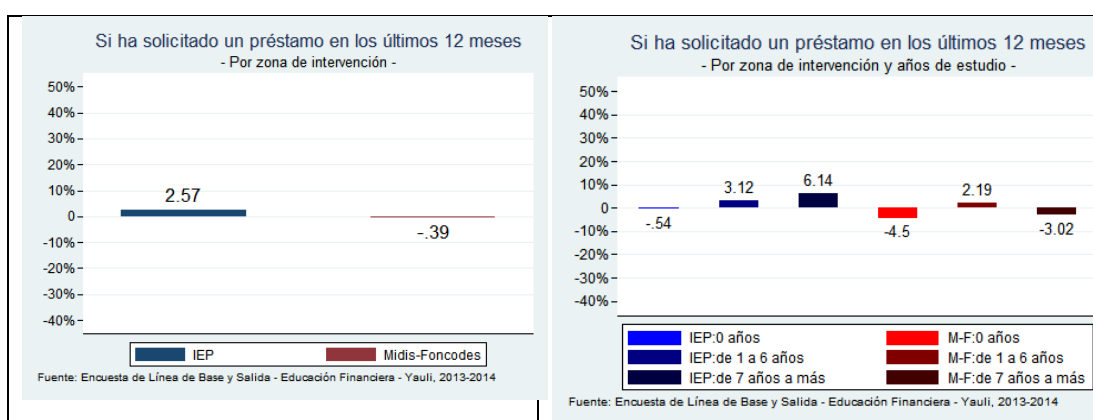 Si ha solicitado un préstamo en los últimos 12 meses
- Por zona de intervención -
50%
40%
30%
20%
10%
0
-10%
-20%
-30%
-40%
2.57
-.39
IEP
Midis-Foncodes
Fuente: Encuesta de Línea de Base y Salida - Educación Financiera - Yauli, 2013-2014
Si ha solicitado un préstamo en los últimos 12 meses
- Por zona de intervención y años de estudio -
50%
40%
30%
20%
10%
0
-10%
-20%
-30%
-40%
-.54
3.12
6.14
-4.5
2.19
-3.02
IEP:0 años
M-F:0 años
IEP:de 1 a 6 años
M-F:de 1 a 6 años
IEP:de 7 años a más
M-F:de 7 años a más
Fuente: Encuesta de Línea de Base y Salida - Educación Financiera - Yauli, 2013-2014